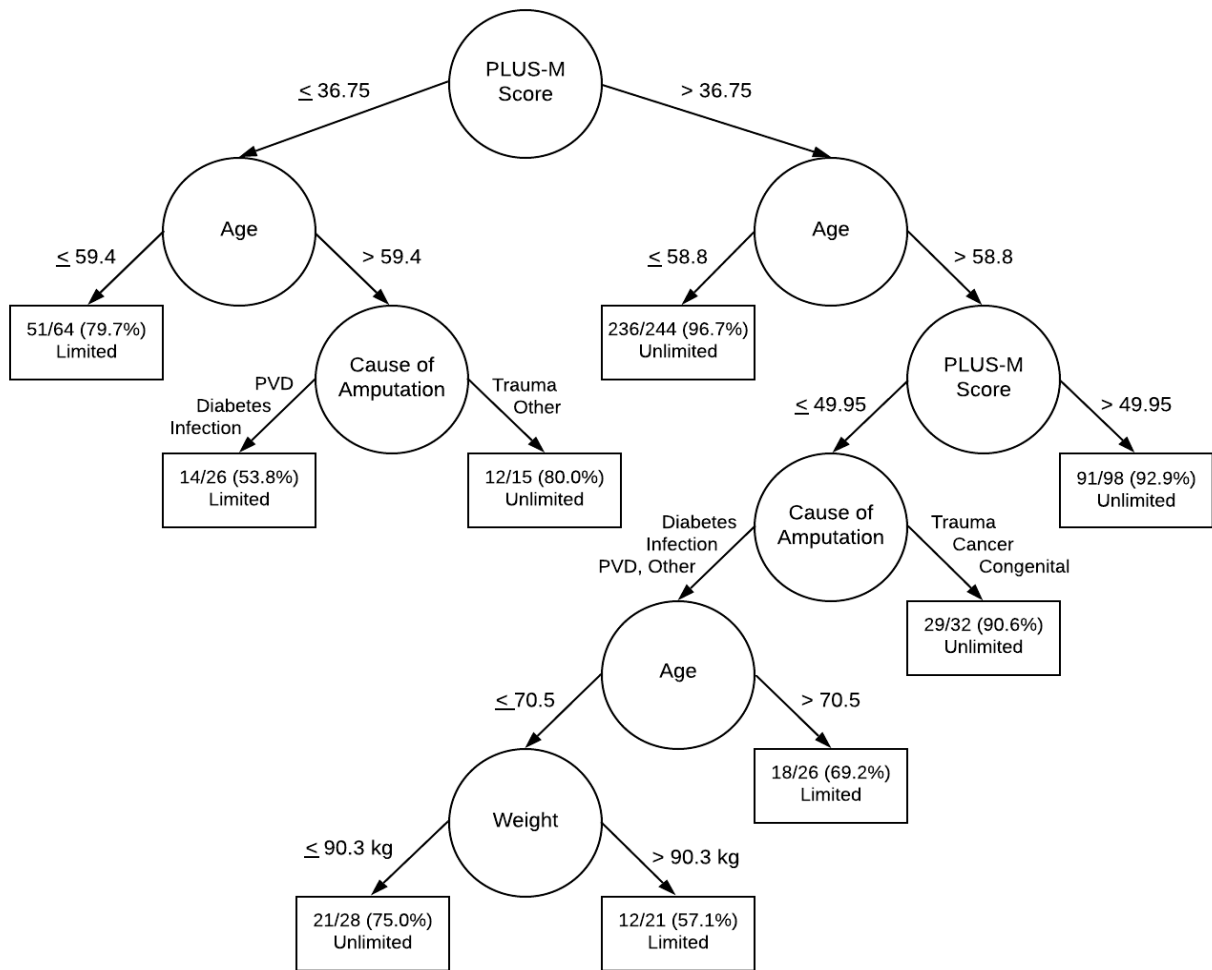 PLUS-M
Score
≤ 36.75
> 36.75
Age
Age
≤ 59.4
> 59.4
≤ 58.8
> 58.8
51/64 (79.7%)
Limited
Cause of
Amputation
236/244 (96.7%)
Unlimited
PLUS-M
Score
PVD
Diabetes
Infection
Trauma
Other
≤ 49.95
> 49.95
14/26 (53.8%)
Limited
12/15 (80.0%)
Unlimited
Cause of
Amputation
91/98 (92.9%)
Unlimited
Diabetes
Infection
PVD, Other
Trauma
Cancer
Congenital
Age
29/32 (90.6%)
Unlimited
≤ 70.5
> 70.5
Weight
18/26 (69.2%)
Limited
≤ 90.3 kg
> 90.3 kg
21/28 (75.0%)
Unlimited
12/21 (57.1%)
Limited